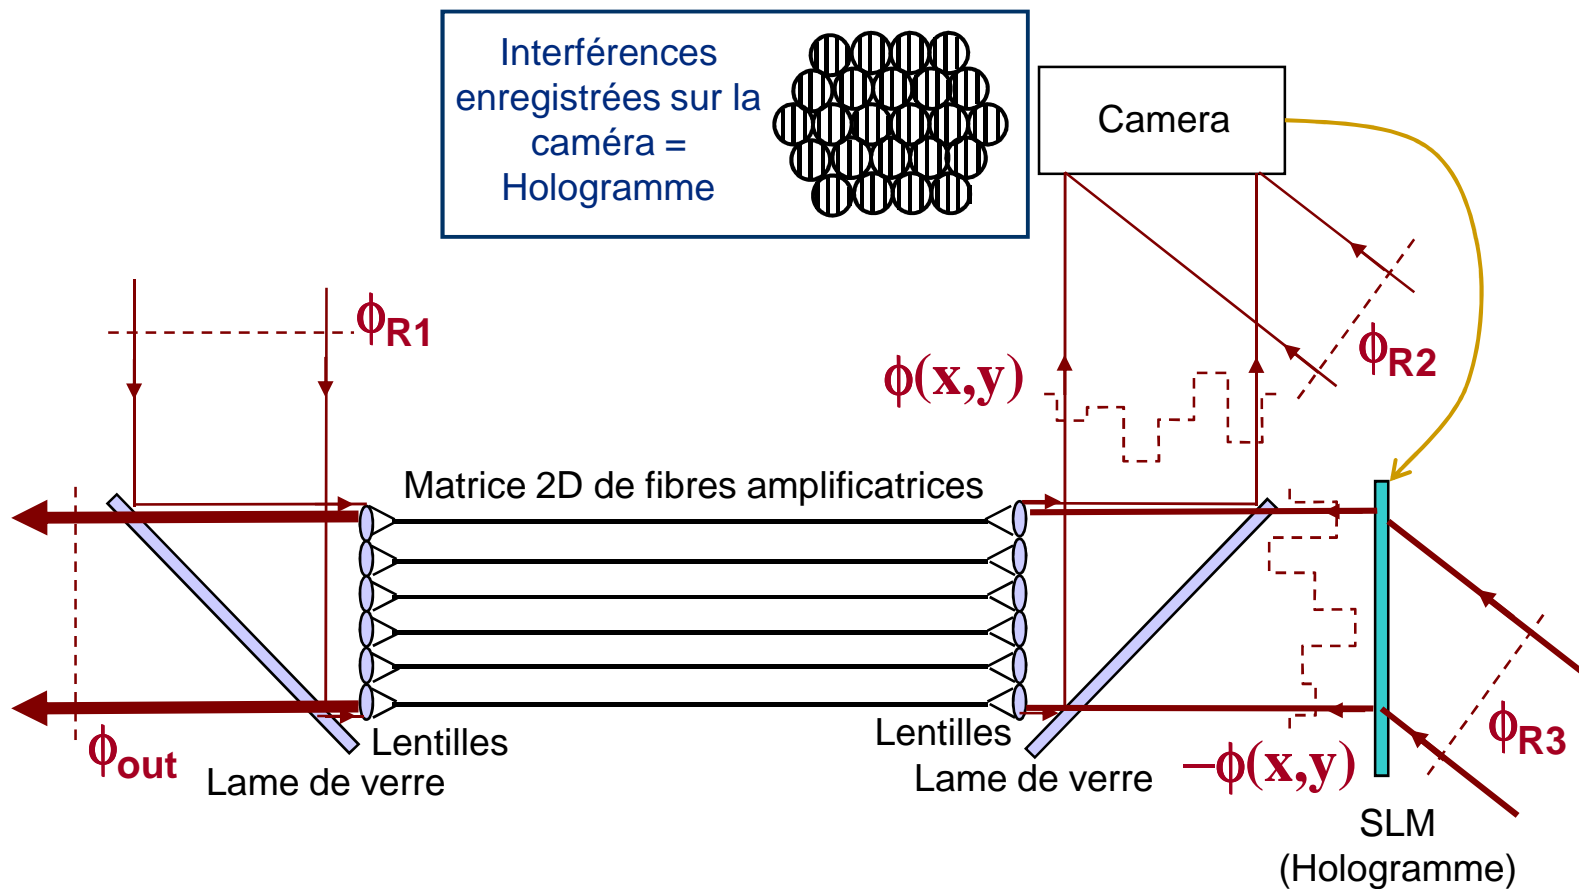 Interférences
enregistrées sur la
caméra =
Hologramme
Camera
ϕR1
ϕR2
ϕ(x,y)
Matrice 2D de fibres amplificatrices
Lentilles
Lentilles
ϕout
ϕR3
Lame de verre
Lame de verre
−ϕ(x,y)
SLM
(Hologramme)